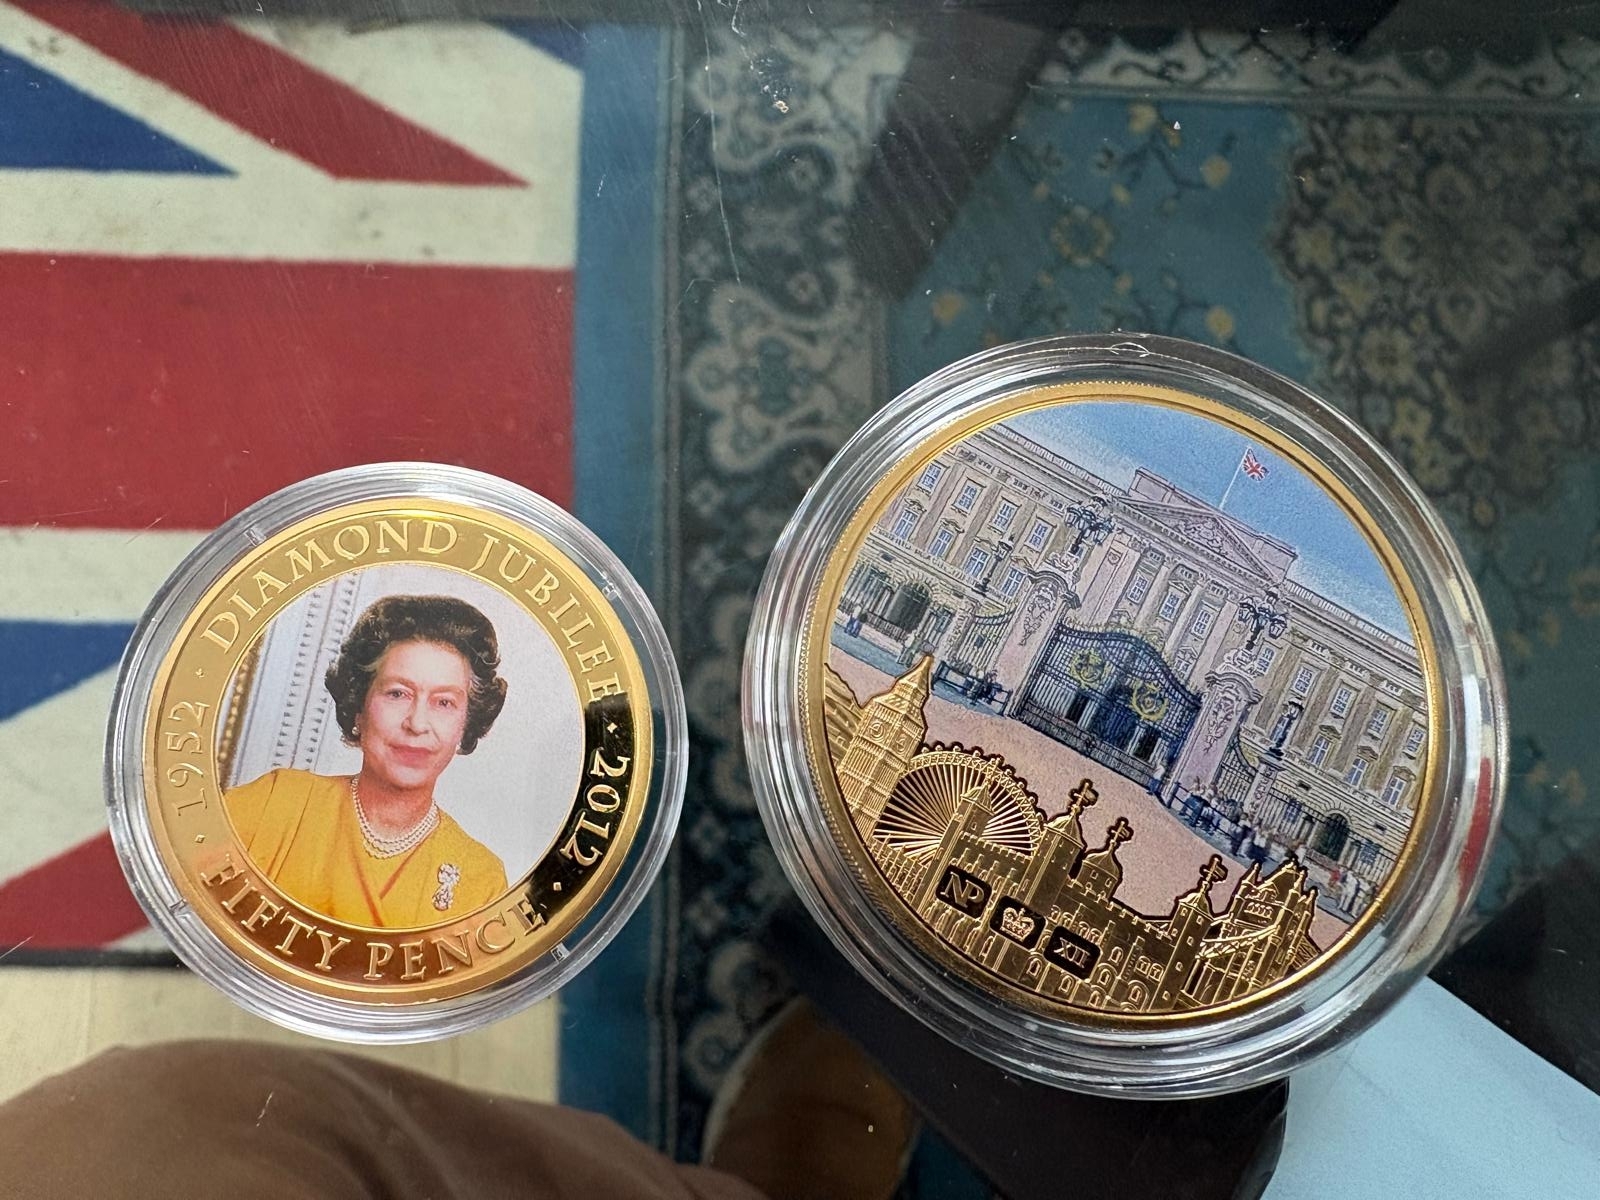 DIAMOND JUBILEE · 2012 ·
FIFTY PENCE
· 1952 ·
NP
XII